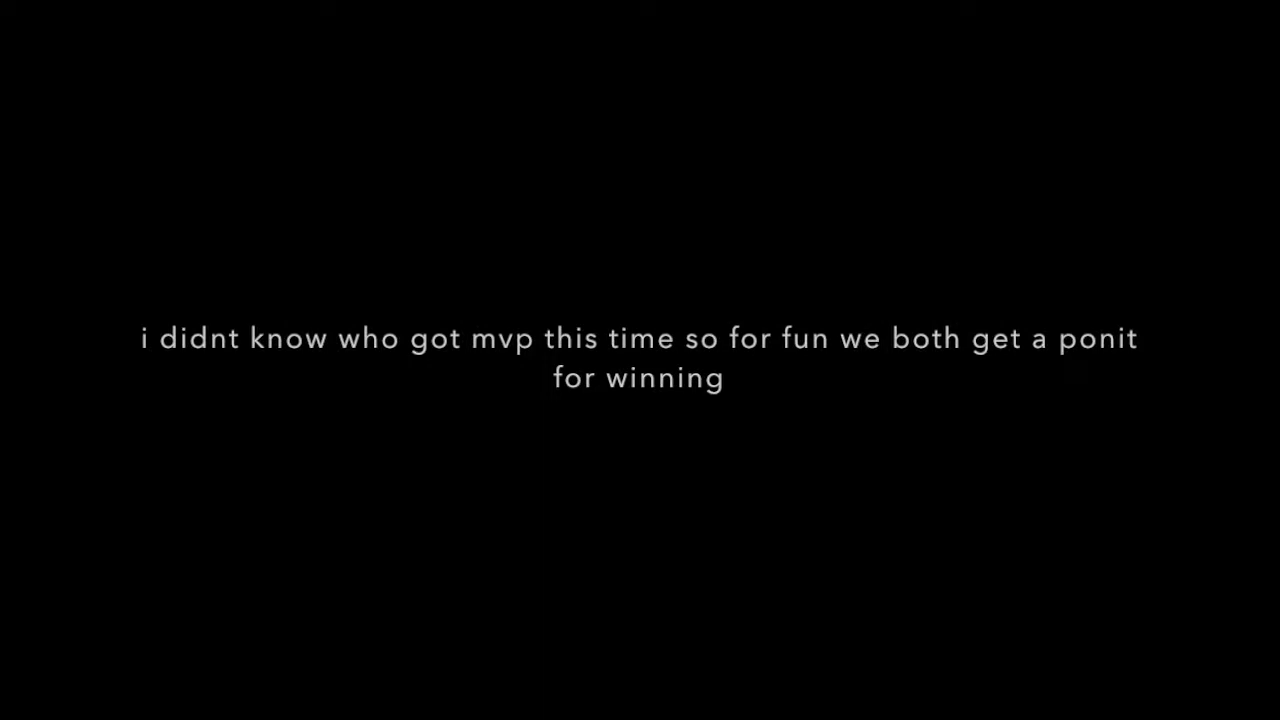 i didnt know who got mvp this time so for fun we both get a ponit
for winning